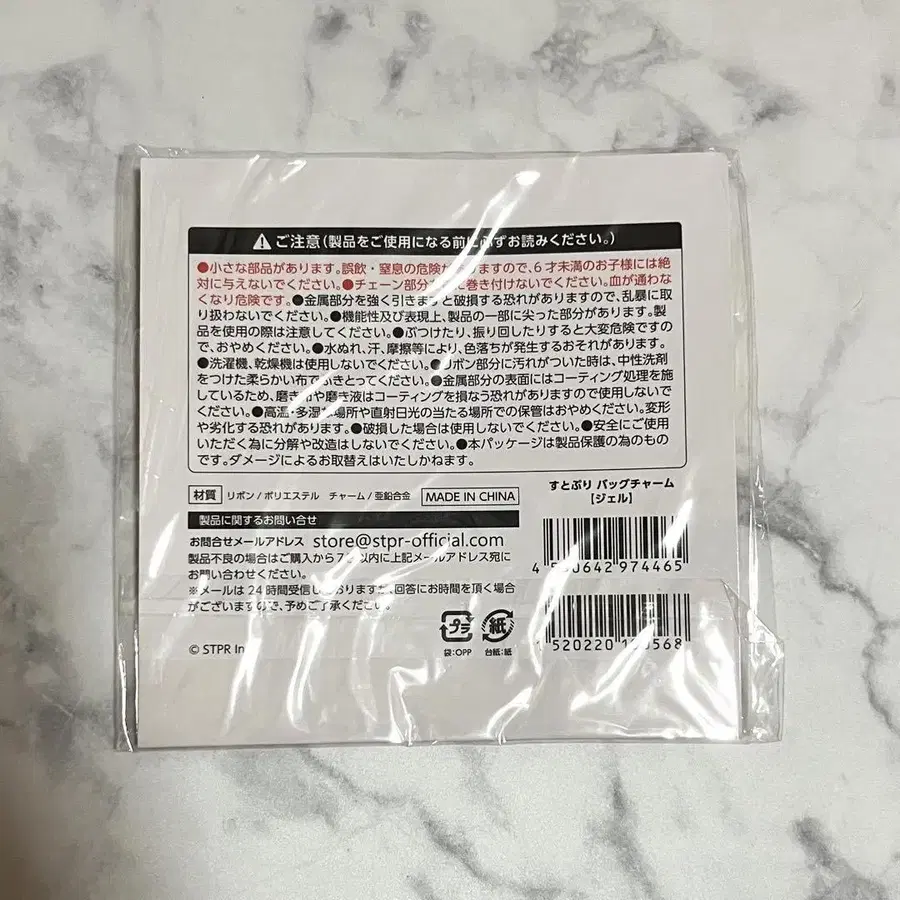 ご注意(製品をご使用になる前に必ずお読みください。)
●小さな部品があります。誤飲・窒息の危険がありますので、6才未満のお子様には絶
対に与えないでください。●チェーン部分を に巻き付けないでください。血が通わな
くなり危険です。●金属部分を強く引きますと破損する恐れがありますので、乱暴に取
り扱わないでください。●機能性及び表現上、製品の一部に尖った部分があります。製
品を使用の際は注意してください。●ぶつけたり、振り回したりすると大変危険ですの
で、おやめください。●水ぬれ、汗、摩擦等により、色落ちが発生するおそれがあります。
●洗濯機、乾燥機は使用しないでください。●リボン部分に汚れがついた時は、中性洗剤
をつけた柔らかい布でふきとってください。●金属部分の表面にはコーティング処理を施
しているため、磨き布や磨き液はコーティングを損なう恐れがありますので使用しないで
ください。●高温・多湿な場所や直射日光の当たる場所での保管はおやめください。変形
や劣化する恐れがあります。●破損した場合は使用しないでください。●安全にご使用
いただく為に分解や改造はしないでください。●本パッケージは製品保護の為のもの
です。ダメージによるお取替えはいたしかねます。
材質 リボン/ポリエステル チャーム/亜鉛合金 MADE IN CHINA
製品に関するお問い合せ
お問合せメールアドレス store@stpr-official.com
製品不良の場合はご購入から7日以内に上記メールアドレス宛に
お問い合わせください。
※メールは24時間受信しておりますが、回答にお時間を頂く場合
がございますので、予めご了承ください。
© STPR
プラ
袋:OPP
紙
台紙:紙
すとぷり バッグチャーム
【ジェル】
642 974465
520220